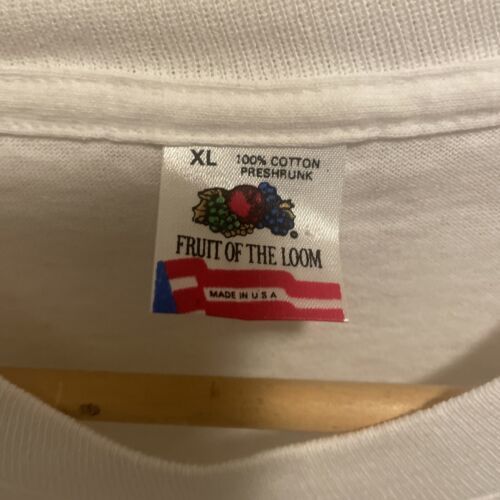 XL 100% COTTON
PRESHRUNK
®
FRUIT OF THE LOOM
MADE IN U S A